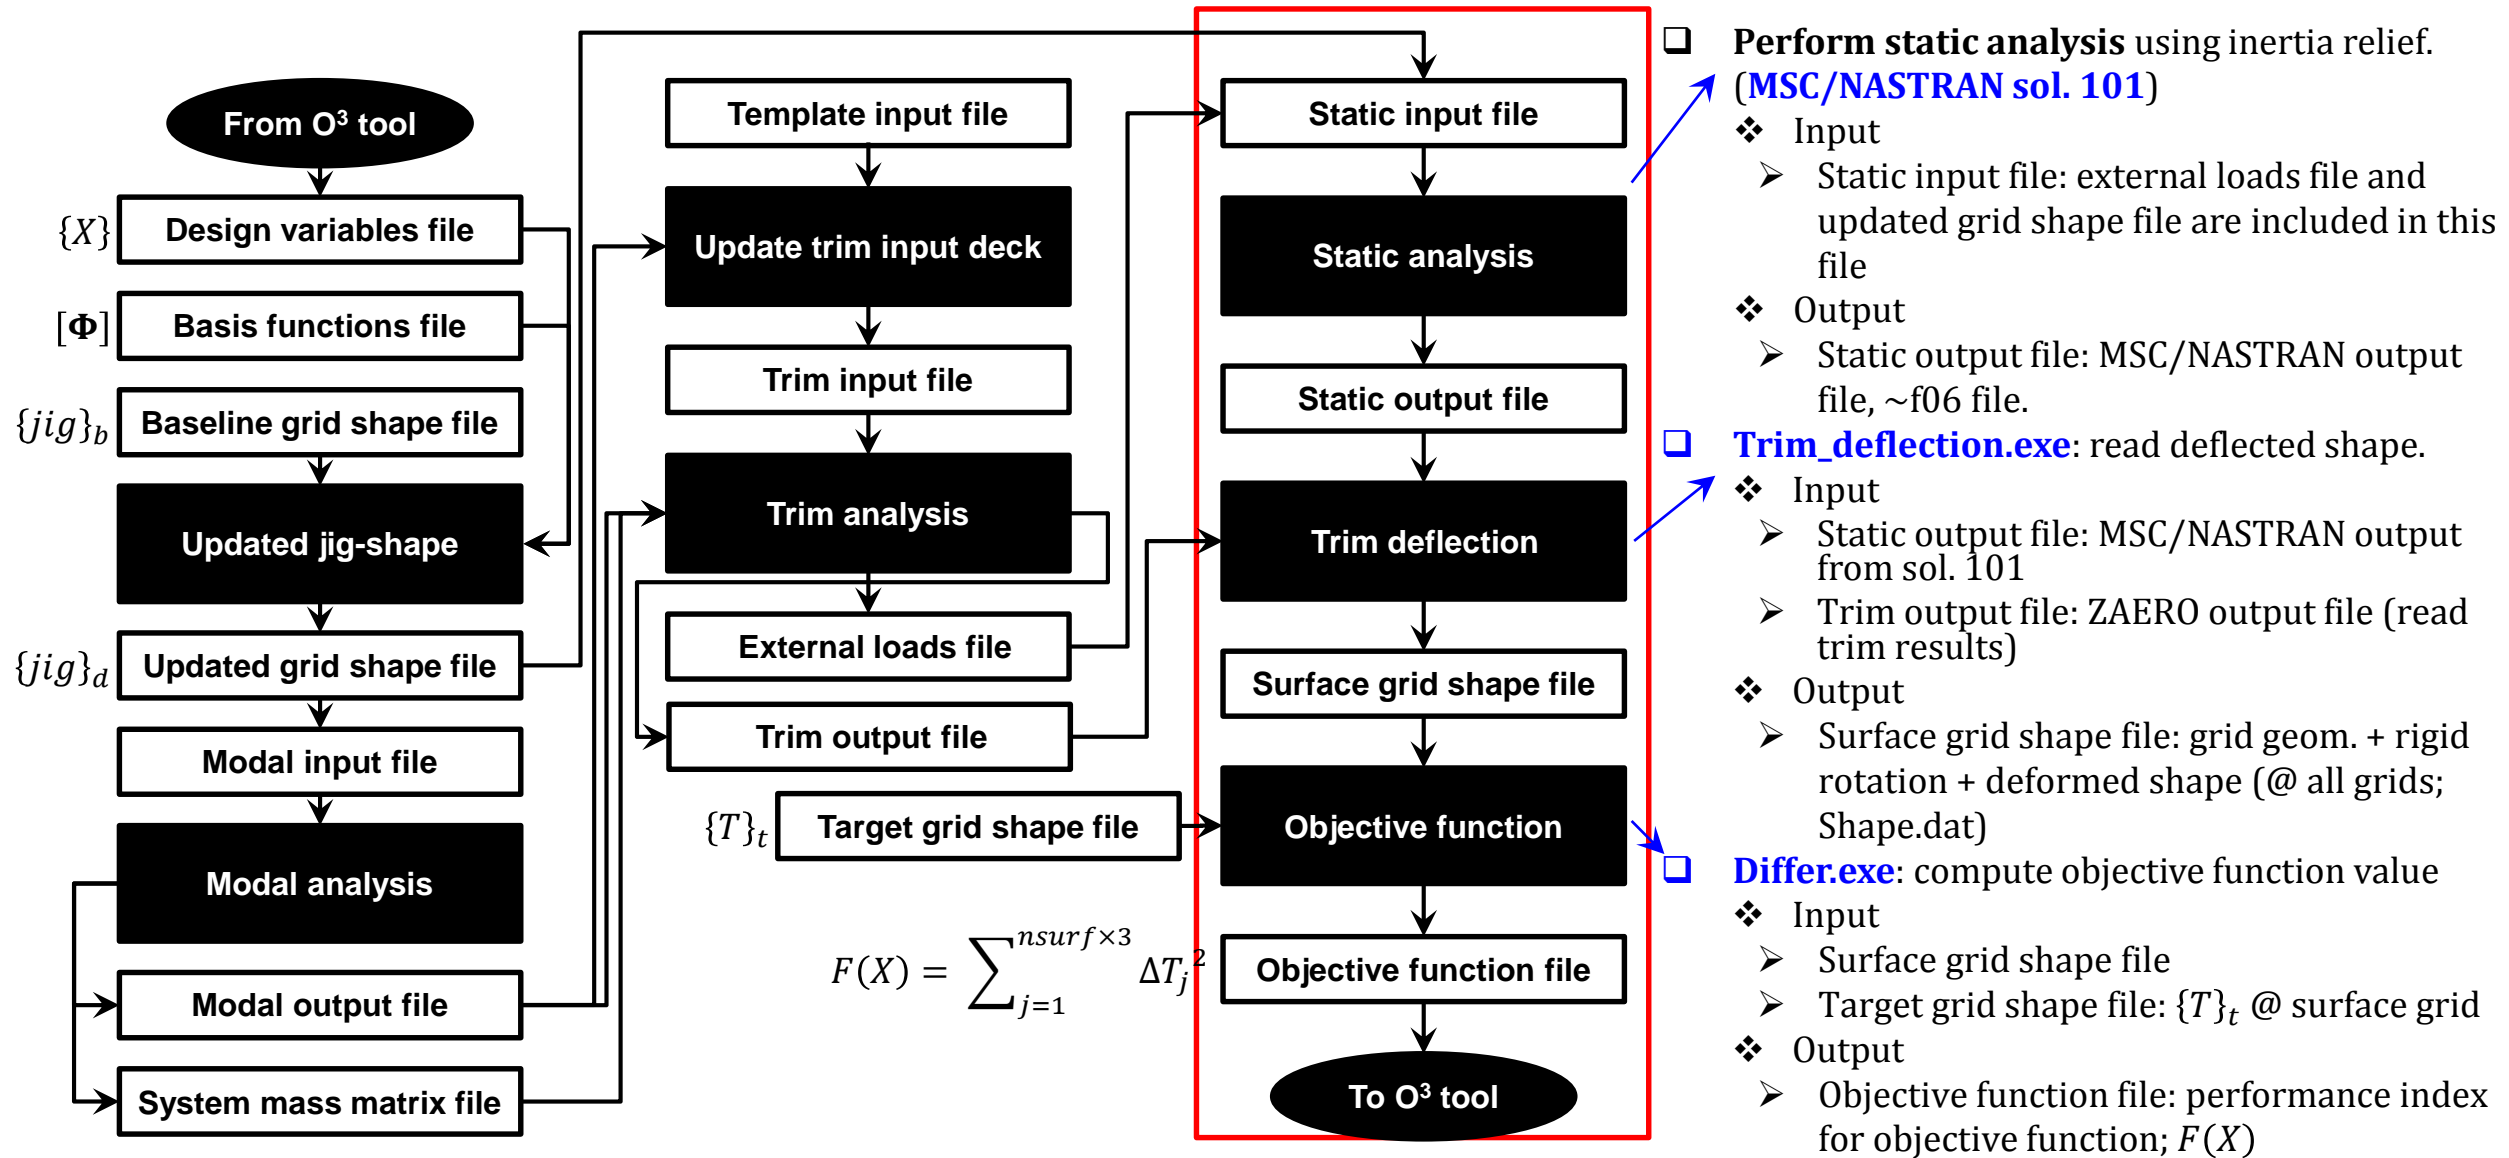 From O³ tool
{X}
Design variables file
[Φ]
Basis functions file
{jig}_b
Baseline grid shape file
Updated jig-shape
{jig}_d
Updated grid shape file
Modal input file
Modal analysis
Modal output file
System mass matrix file
Template input file
Update trim input deck
Trim input file
Trim analysis
External loads file
Trim output file
{T}_t
Target grid shape file
F(X) = ∑_{j=1}^{nsurf×3} ΔT_j²
Static input file
Static analysis
Static output file
Trim deflection
Surface grid shape file
Objective function
Objective function file
To O³ tool
❑ Perform static analysis using inertia relief.
(MSC/NASTRAN sol. 101)
❖ Input
➢ Static input file: external loads file and
updated grid shape file are included in this
file
❖ Output
➢ Static output file: MSC/NASTRAN output
file, ~f06 file.
❑ Trim_deflection.exe: read deflected shape.
❖ Input
➢ Static output file: MSC/NASTRAN output
from sol. 101
➢ Trim output file: ZAERO output file (read
trim results)
❖ Output
➢ Surface grid shape file: grid geom. + rigid
rotation + deformed shape (@ all grids;
Shape.dat)
❑ Differ.exe: compute objective function value
❖ Input
➢ Surface grid shape file
➢ Target grid shape file: {T}_t @ surface grid
❖ Output
➢ Objective function file: performance index
for objective function; F(X)